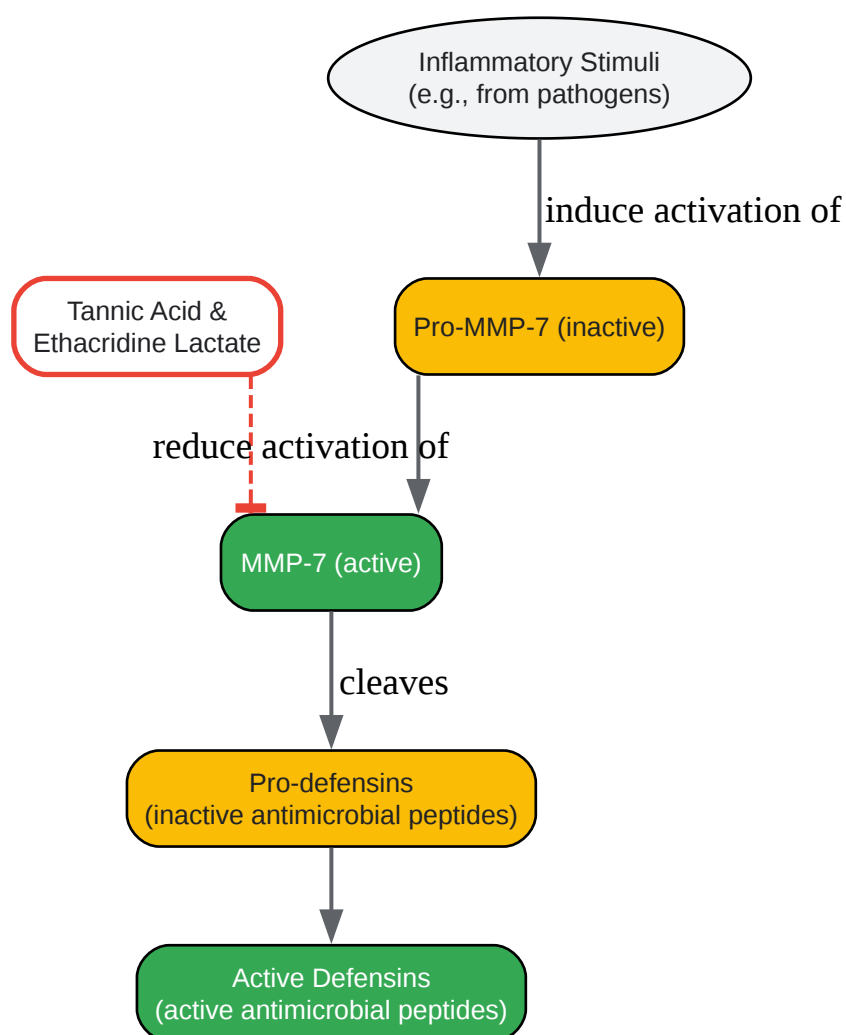 Inflammatory Stimuli
(e.g., from pathogens)
induce activation of
Tannic Acid &
Ethacridine Lactate
Pro-MMP-7 (inactive)
reduce activation of
MMP-7 (active)
cleaves
Pro-defensins
(inactive antimicrobial peptides)
Active Defensins
(active antimicrobial peptides)